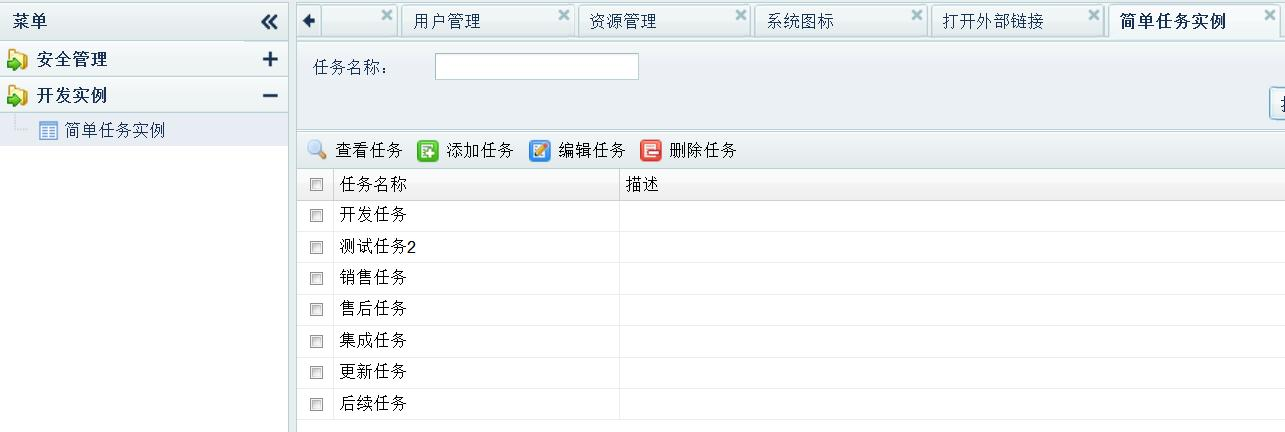 菜单
安全管理
开发实例
简单任务实例
用户管理 资源管理 系统图标 打开外部链接 简单任务实例
任务名称：
查看任务 添加任务 编辑任务 删除任务
任务名称 描述
开发任务
测试任务2
销售任务
售后任务
集成任务
更新任务
后续任务